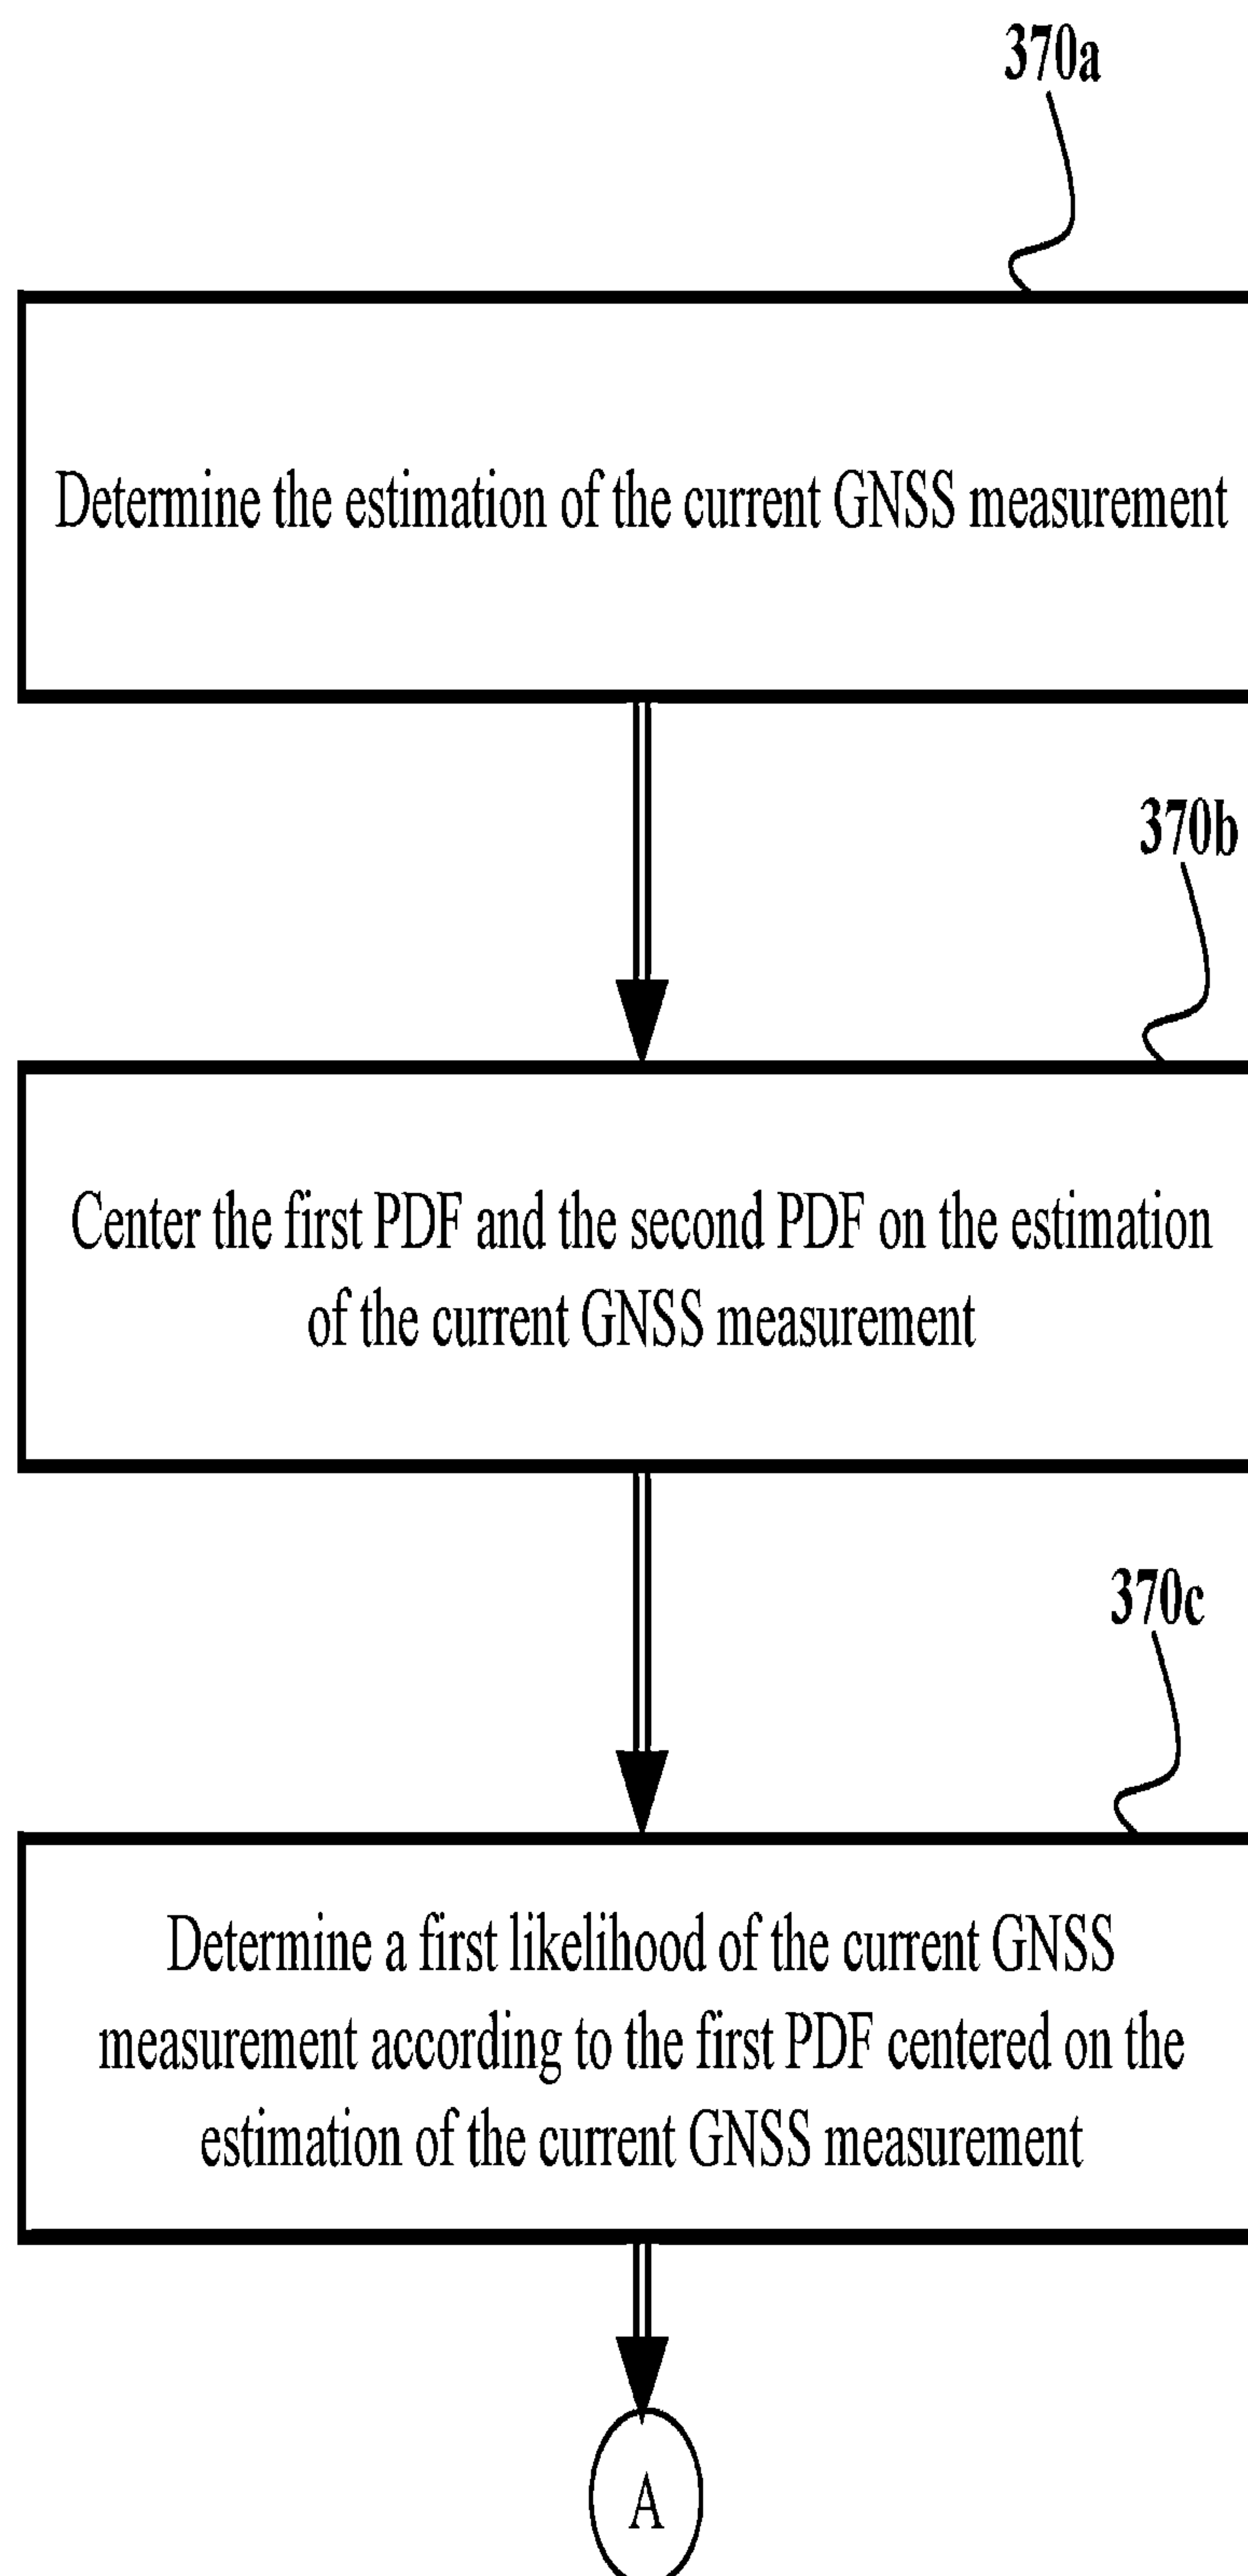 370a
Determine the estimation of the current GNSS measurement
370b
Center the first PDF and the second PDF on the estimation
of the current GNSS measurement
370c
Determine a first likelihood of the current GNSS
measurement according to the first PDF centered on the
estimation of the current GNSS measurement
A